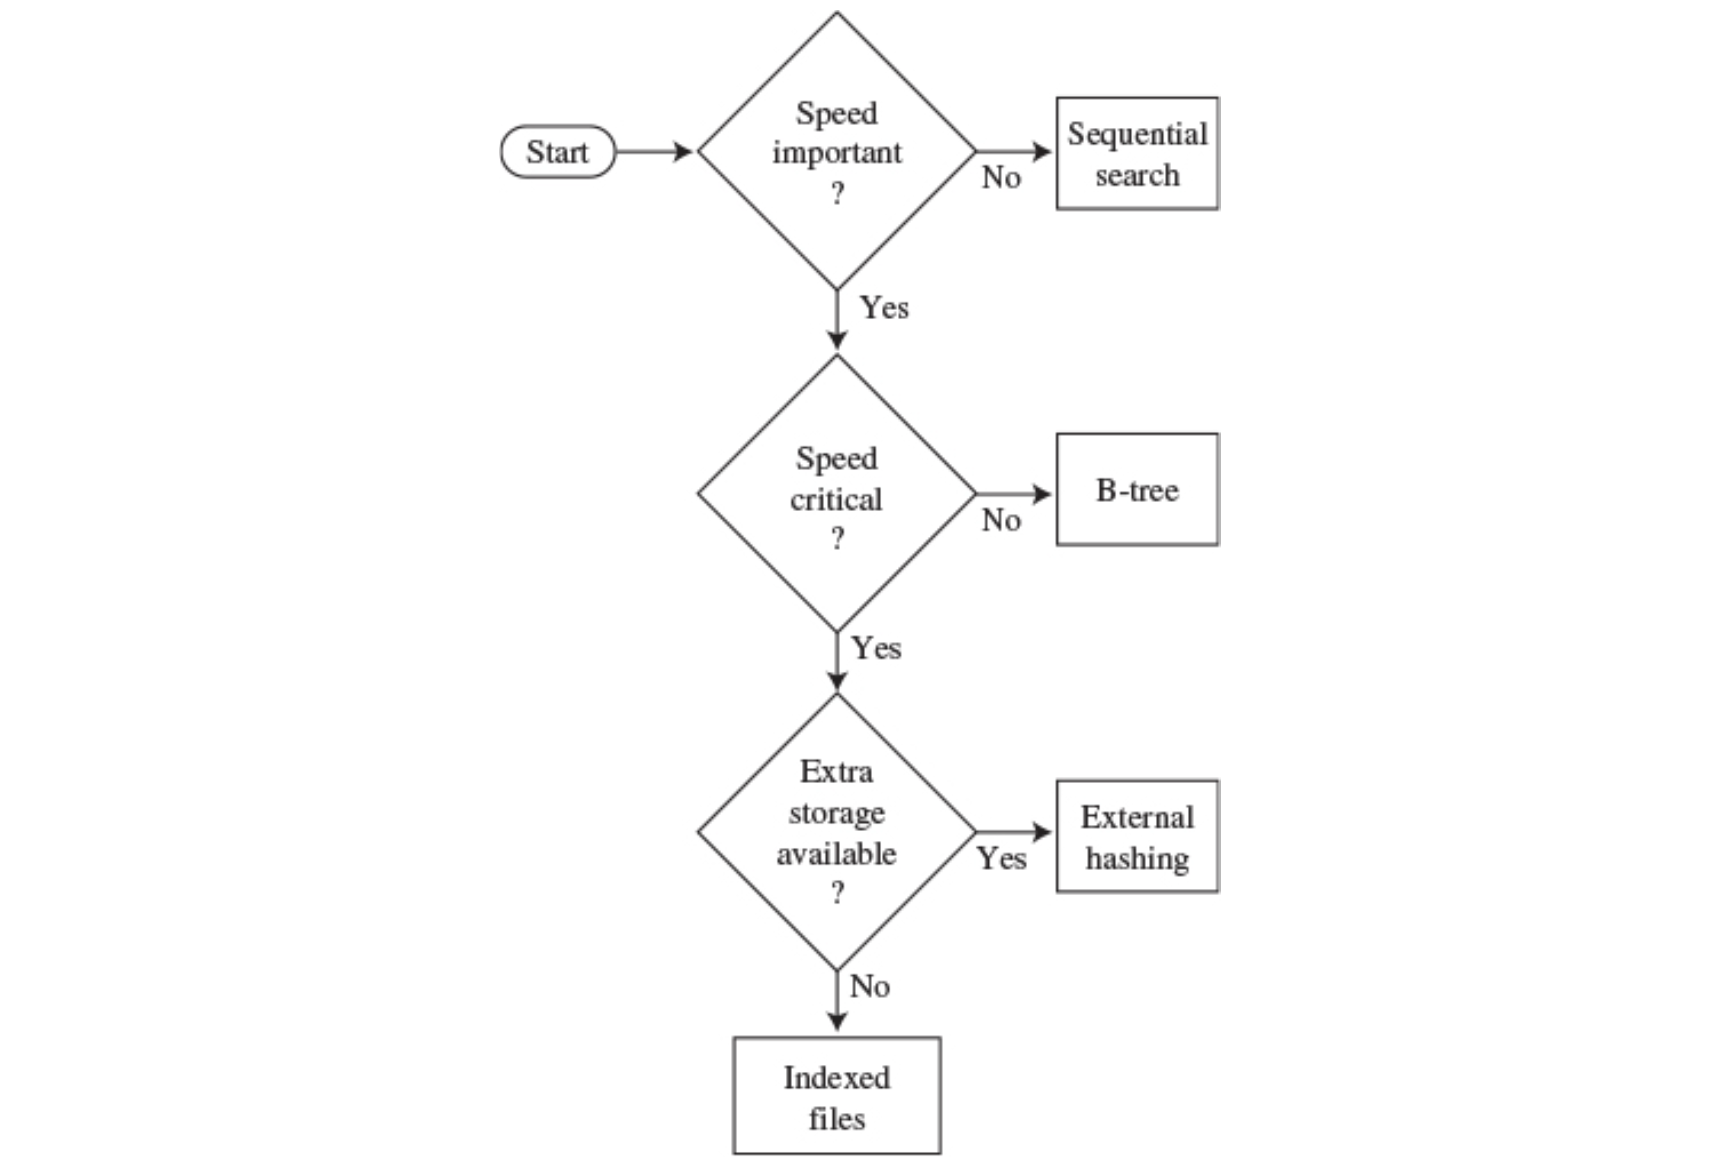 Start
Speed
important
?
No
Sequential
search
Yes
Speed
critical
?
No
B-tree
Yes
Extra
storage
available
?
Yes
External
hashing
No
Indexed
files